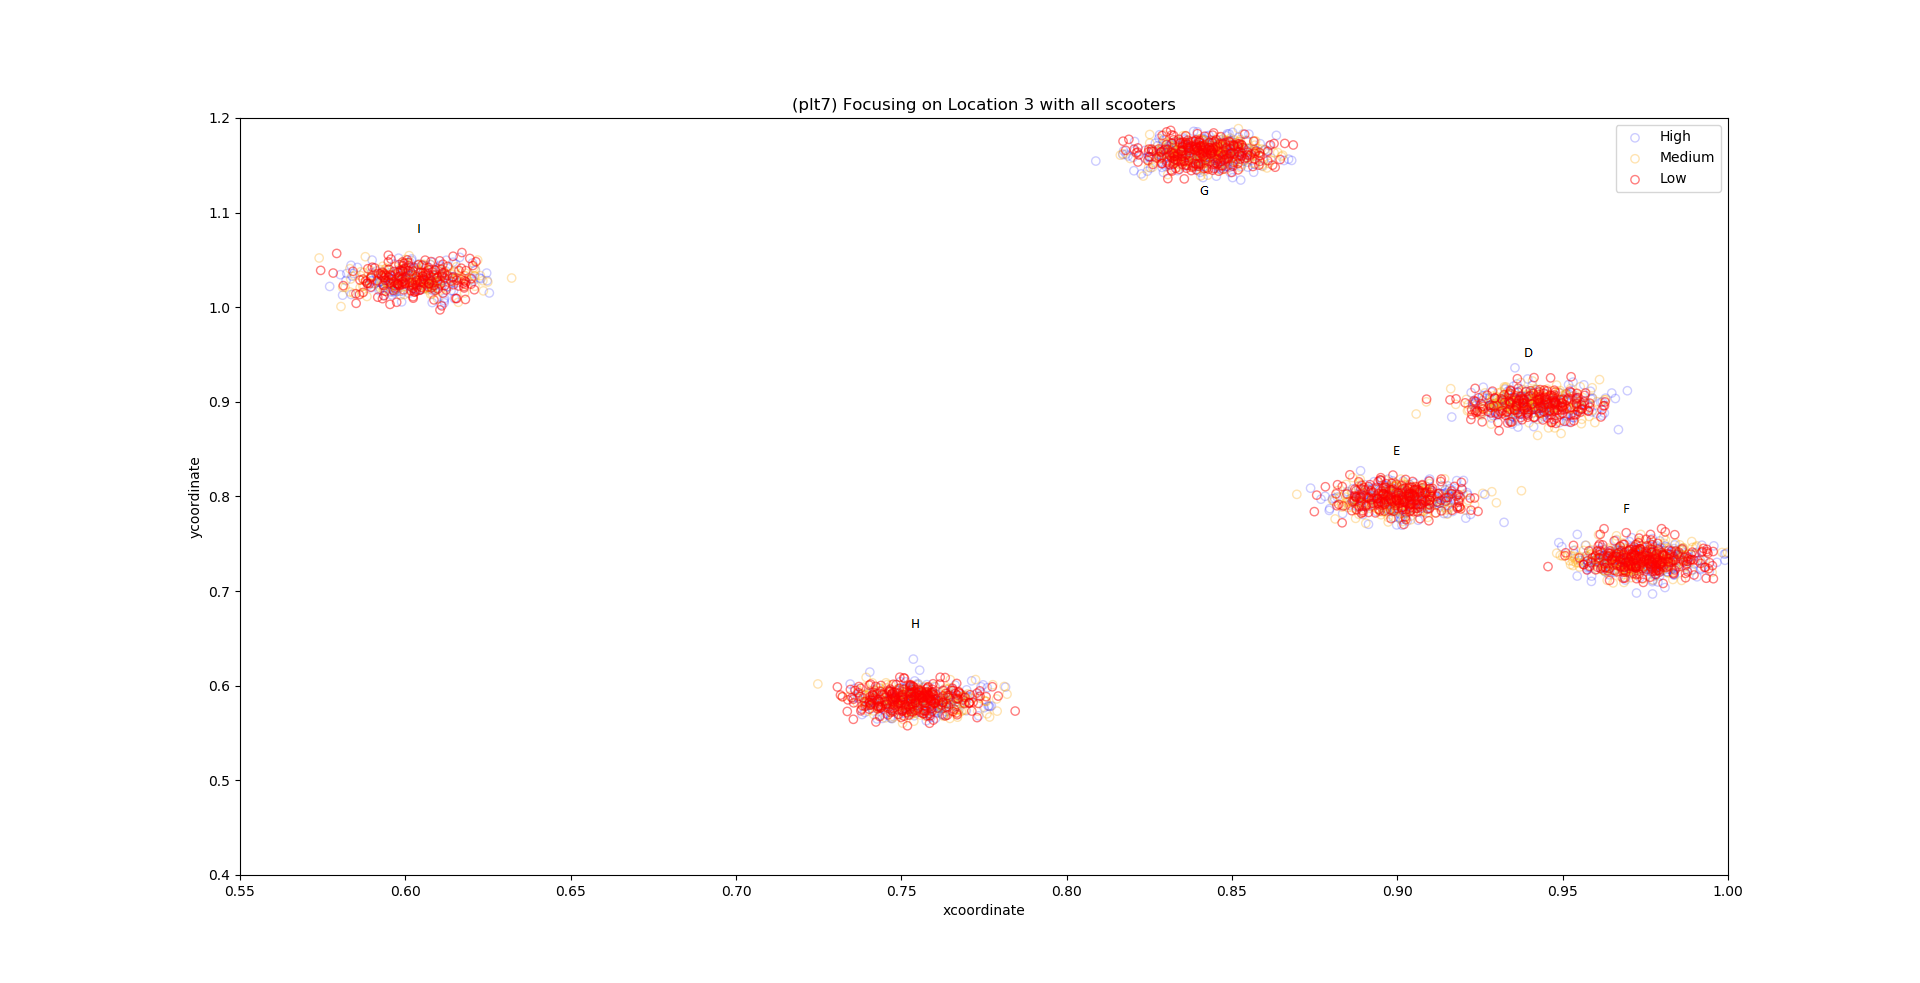 (plt7) Focusing on Location 3 with all scooters
1.2
1.1
1.0
0.9
0.8
0.7
0.6
0.5
0.4
ycoordinate
High
Medium
Low
G
I
D
E
F
H
0.55
0.60
0.65
0.70
0.75
0.80
0.85
0.90
0.95
1.00
xcoordinate